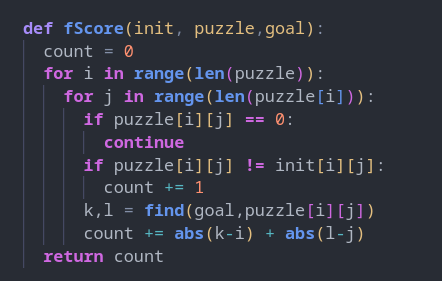 def fScore(init, puzzle,goal):
  count = 0
  for i in range(len(puzzle)):
    for j in range(len(puzzle[i])):
      if puzzle[i][j] == 0:
        continue
      if puzzle[i][j] != init[i][j]:
        count += 1
      k,l = find(goal,puzzle[i][j])
      count += abs(k-i) + abs(l-j)
  return count